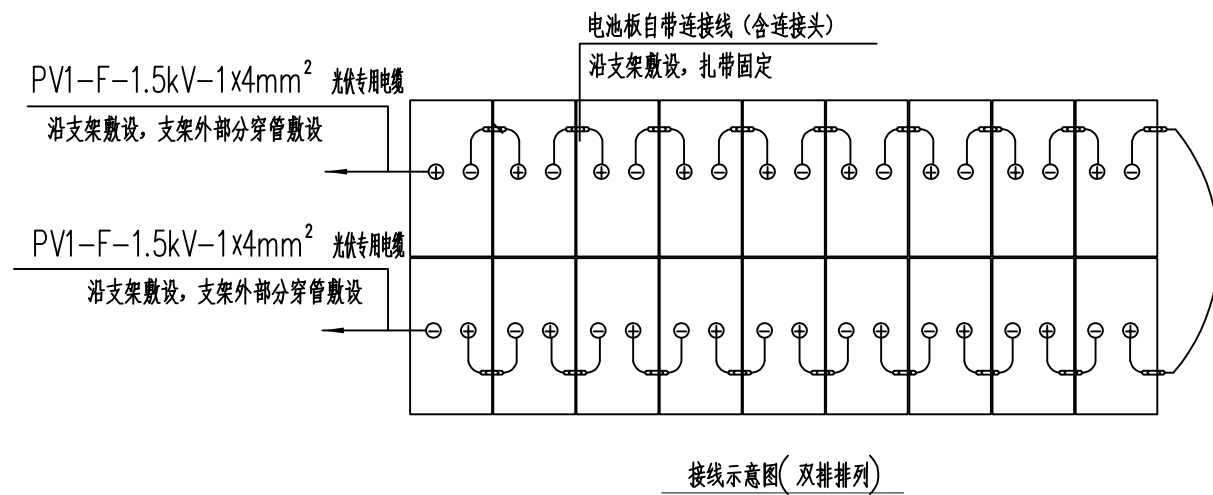 电池板自带连接线（含连接头）
沿支架敷设，扎带固定
PV1-F-1.5kV-1x4mm² 光伏专用电缆
沿支架敷设，支架外部分穿管敷设
PV1-F-1.5kV-1x4mm² 光伏专用电缆
沿支架敷设，支架外部分穿管敷设
接线示意图(双排排列)